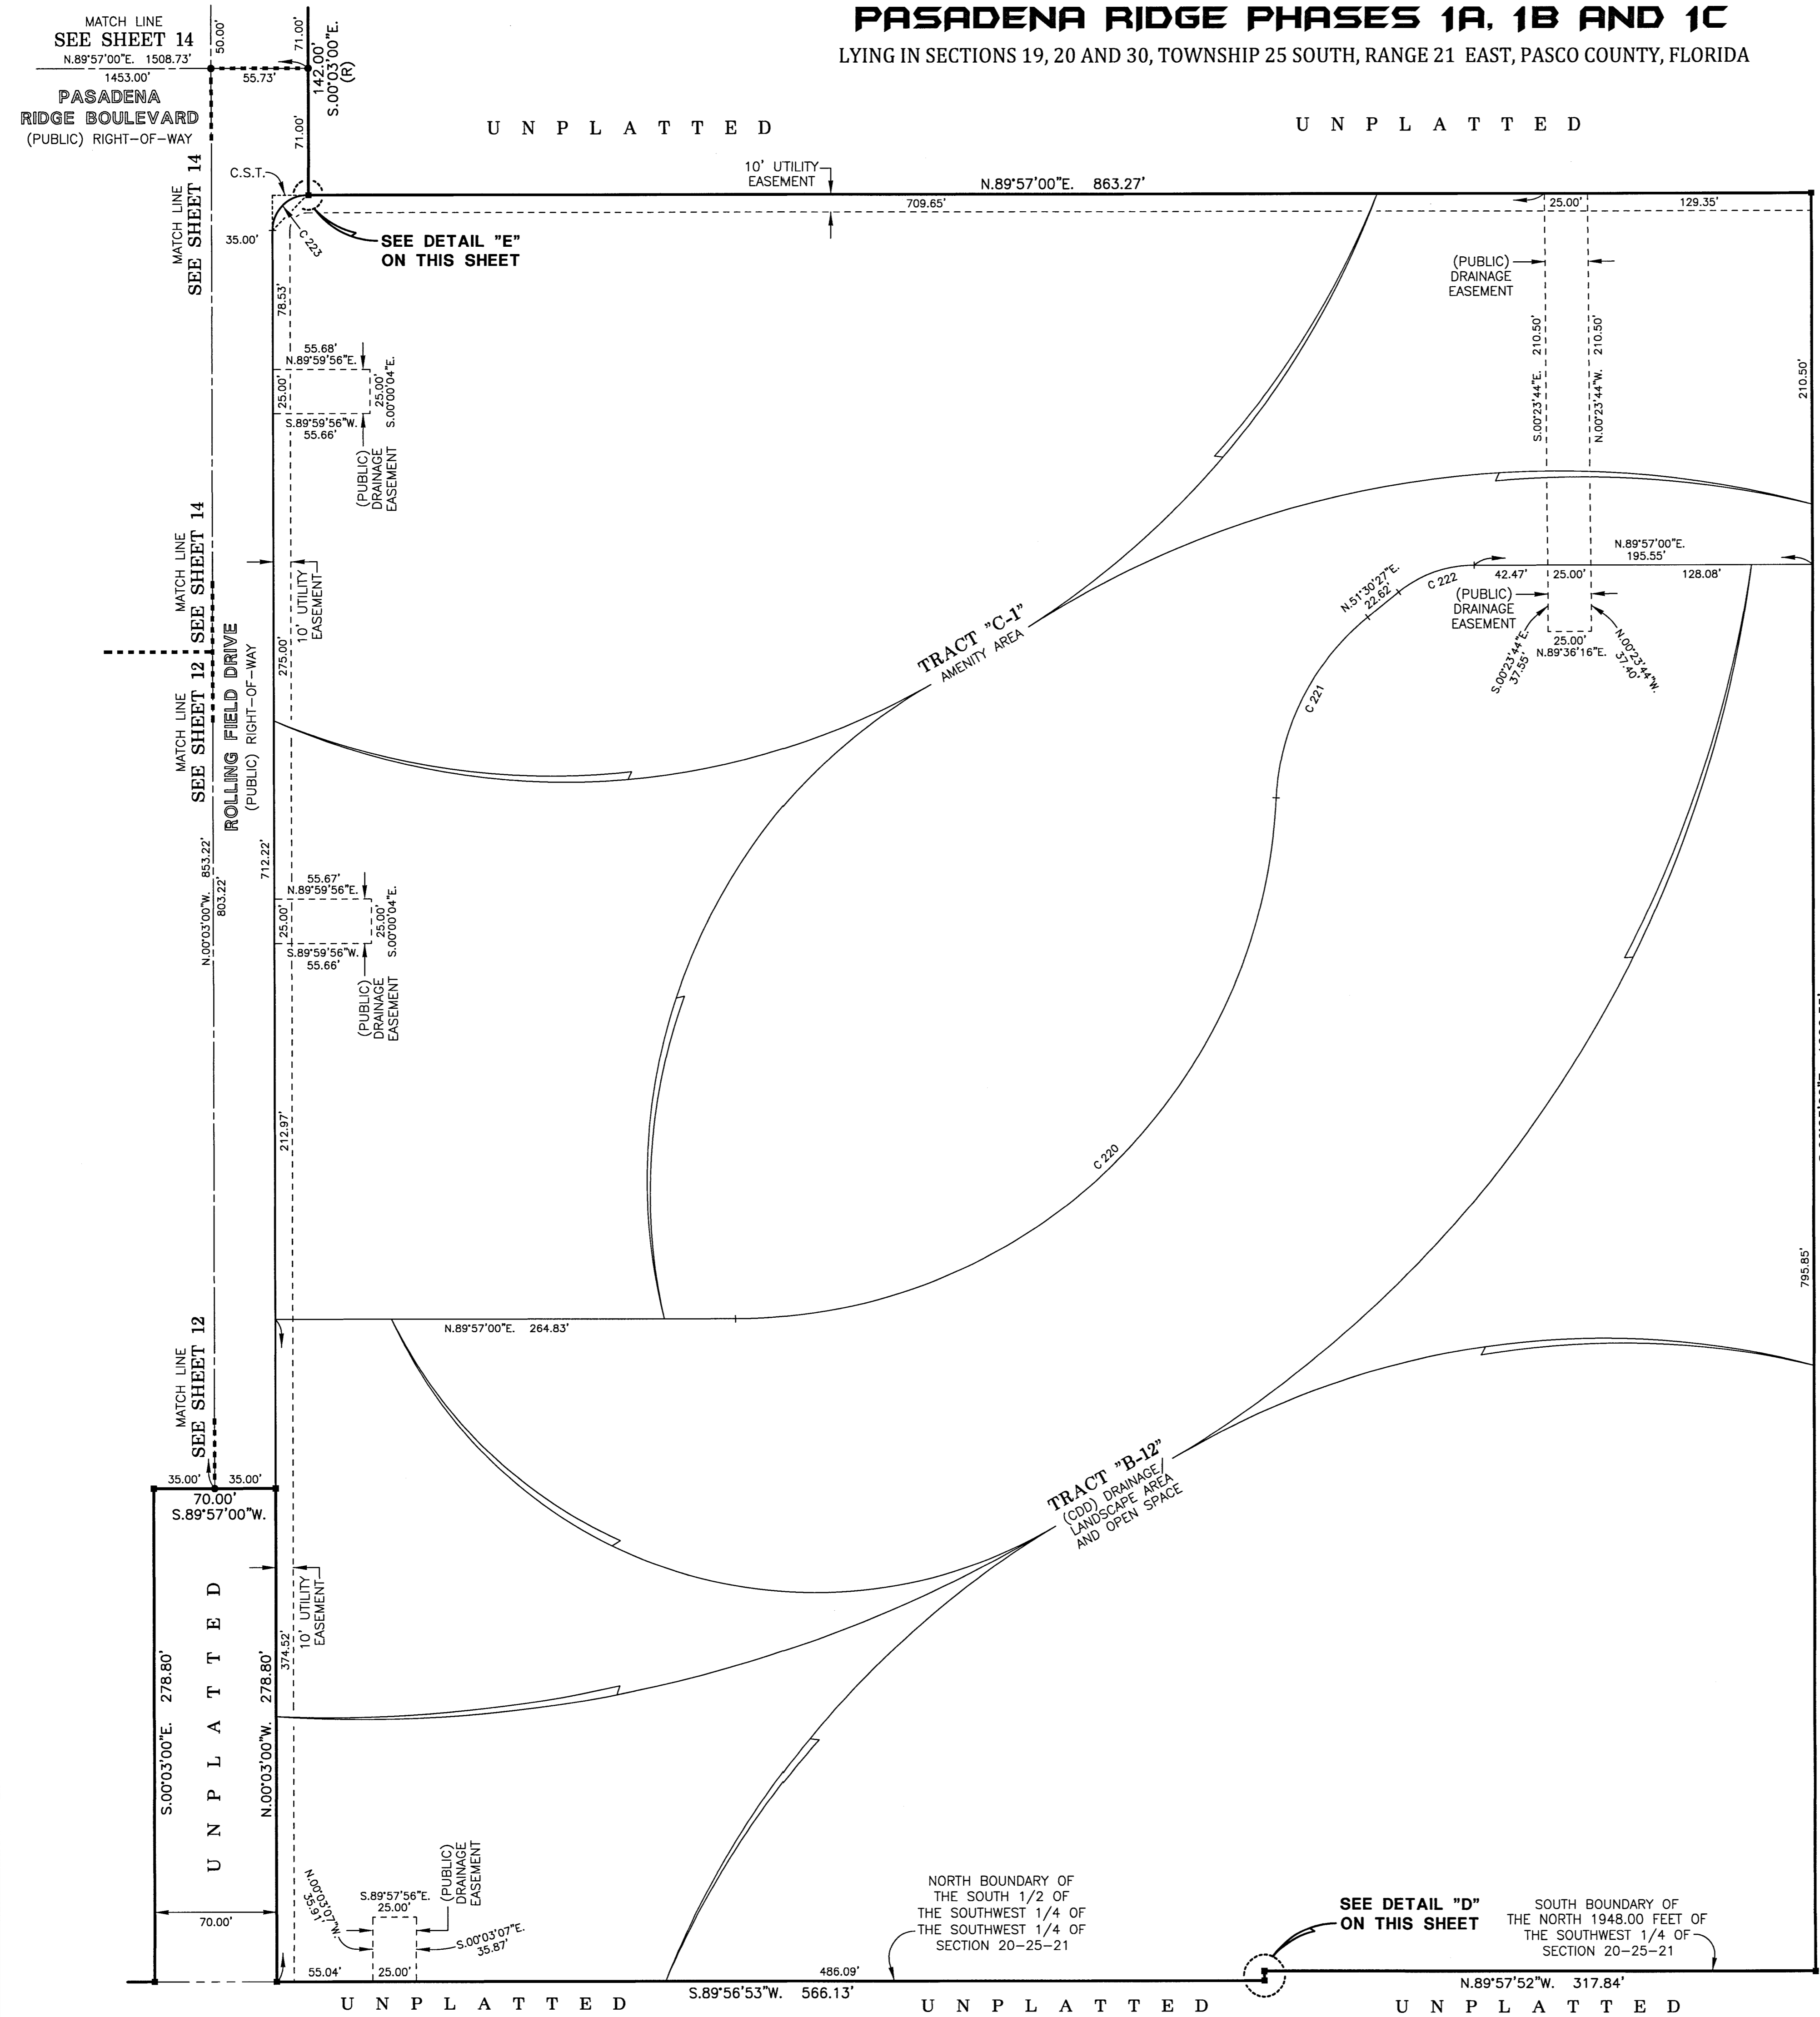 PASADENA RIDGE PHASES 1A, 1B AND 1C
LYING IN SECTIONS 19, 20 AND 30, TOWNSHIP 25 SOUTH, RANGE 21 EAST, PASCO COUNTY, FLORIDA
MATCH LINE
SEE SHEET 14
N.89°57'00"E. 1508.73'
1453.00'
55.73'
50.00'
71.00'
142.00'
S.00°03'00"E.
(R)
71.00'
PASADENA
RIDGE BOULEVARD
(PUBLIC) RIGHT-OF-WAY
UNPLATTED
UNPLATTED
MATCH LINE
SEE SHEET 14
C.S.T.
35.00'
C 223
SEE DETAIL "E"
ON THIS SHEET
10' UTILITY
EASEMENT
N.89°57'00"E. 863.27'
709.65'
25.00'
129.35'
(PUBLIC)
DRAINAGE
EASEMENT
S.00°23'44"E. 210.50'
N.00°23'44"W. 210.50'
210.50'
78.53'
55.68'
N.89°59'56"E.
25.00'
25.00'
S.00°00'04"E.
S.89°59'56"W.
55.66'
(PUBLIC)
DRAINAGE
EASEMENT
MATCH LINE
SEE SHEET 14
MATCH LINE
SEE SHEET 12
ROLLING FIELD DRIVE
(PUBLIC) RIGHT-OF-WAY
10' UTILITY
EASEMENT
275.00'
TRACT "C-1"
AMENITY AREA
N.89°57'00"E.
195.55'
42.47'
25.00'
128.08'
C 222
N.51°30'27"E.
22.62'
C 221
(PUBLIC)
DRAINAGE
EASEMENT
25.00'
N.89°36'16"E.
S.00°23'44"E.
37.55'
N.00°23'44"W.
37.40'
N.00°03'00"W. 853.22'
803.22'
712.22'
55.67'
N.89°59'56"E.
25.00'
25.00'
S.00°00'04"E.
S.89°59'56"W.
55.66'
(PUBLIC)
DRAINAGE
EASEMENT
212.97'
C 220
795.85'
N.89°57'00"E. 264.83'
MATCH LINE
SEE SHEET 12
35.00'
35.00'
70.00'
S.89°57'00"W.
TRACT "B-12"
(CDD) DRAINAGE/
LANDSCAPE AREA
AND OPEN SPACE
10' UTILITY
EASEMENT
374.52'
S.00°03'00"E. 278.80'
UNPLATTED
N.00°03'00"W. 278.80'
70.00'
N.00°03'07"W.
35.91'
S.89°57'56"E.
25.00'
(PUBLIC)
DRAINAGE
EASEMENT
S.00°03'07"E.
35.87'
55.04'
25.00'
486.09'
S.89°56'53"W. 566.13'
NORTH BOUNDARY OF
THE SOUTH 1/2 OF
THE SOUTHWEST 1/4 OF
THE SOUTHWEST 1/4 OF
SECTION 20-25-21
SEE DETAIL "D"
ON THIS SHEET
SOUTH BOUNDARY OF
THE NORTH 1948.00 FEET OF
THE SOUTHWEST 1/4 OF
SECTION 20-25-21
N.89°57'52"W. 317.84'
UNPLATTED
UNPLATTED
UNPLATTED